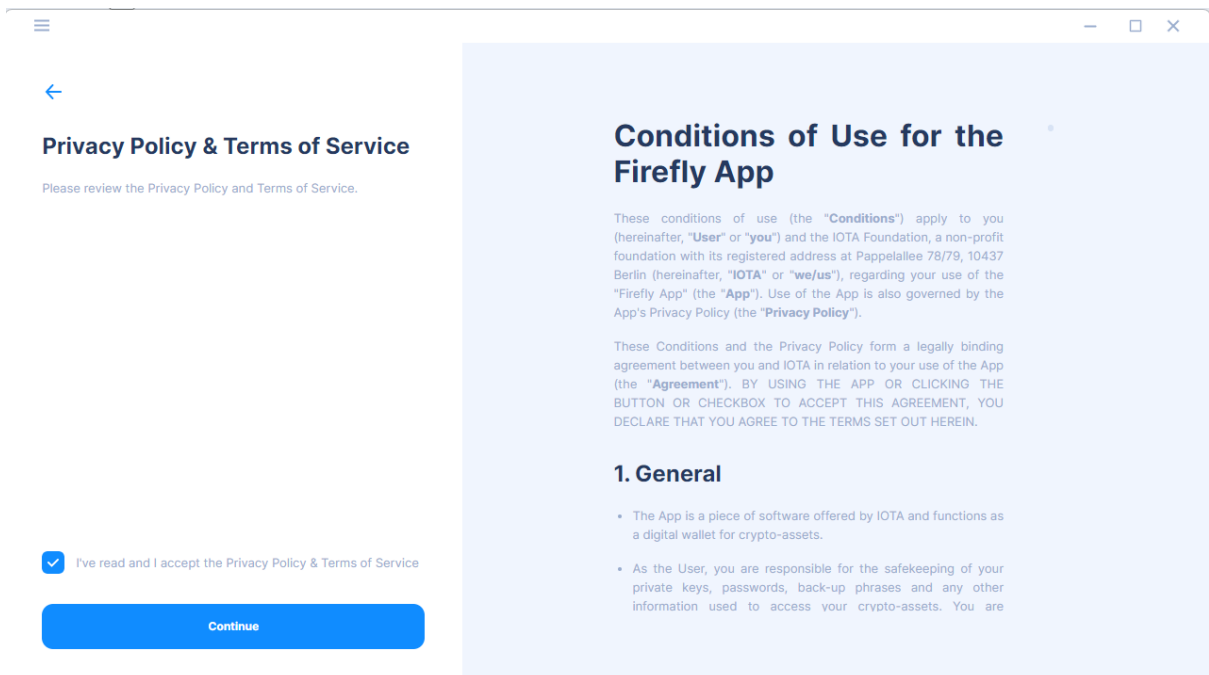 Privacy Policy & Terms of Service
Please review the Privacy Policy and Terms of Service.
I've read and I accept the Privacy Policy & Terms of Service
Continue
Conditions of Use for the
Firefly App
These conditions of use (the "Conditions") apply to you
(hereinafter, "User" or "you") and the IOTA Foundation, a non-profit
foundation with its registered address at Pappelallee 78/79, 10437
Berlin (hereinafter, "IOTA" or "we/us"), regarding your use of the
"Firefly App" (the "App"). Use of the App is also governed by the
App's Privacy Policy (the "Privacy Policy").
These Conditions and the Privacy Policy form a legally binding
agreement between you and IOTA in relation to your use of the App
(the "Agreement"). BY USING THE APP OR CLICKING THE
BUTTON OR CHECKBOX TO ACCEPT THIS AGREEMENT, YOU
DECLARE THAT YOU AGREE TO THE TERMS SET OUT HEREIN.
1. General
• The App is a piece of software offered by IOTA and functions as
a digital wallet for crypto-assets.
• As the User, you are responsible for the safekeeping of your
private keys, passwords, back-up phrases and any other
information used to access your crypto-assets. You are